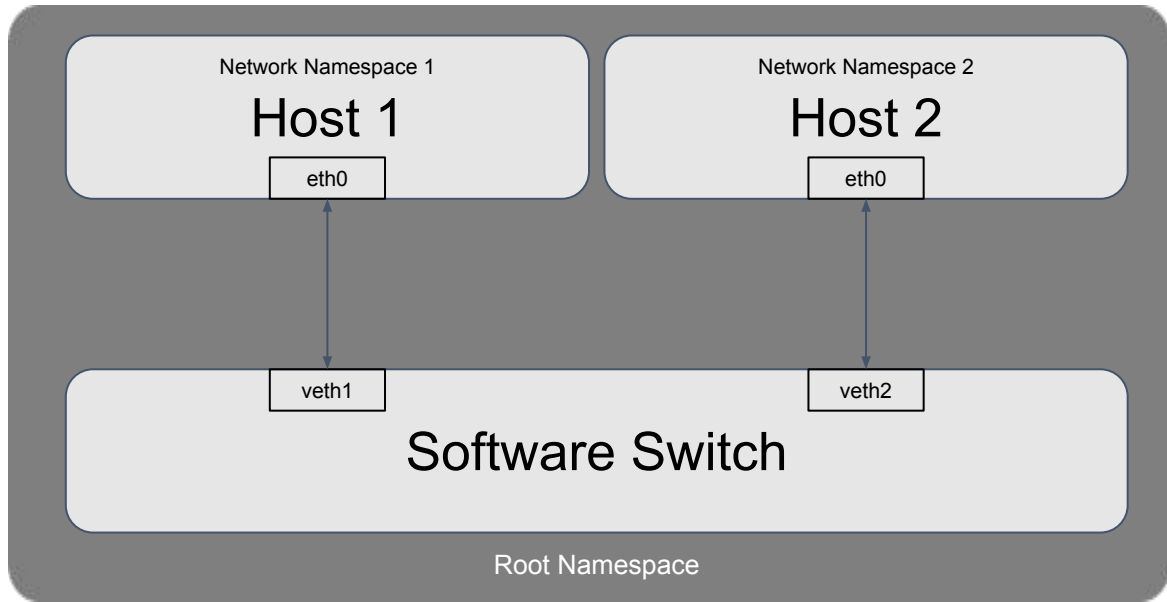 Network Namespace 1
Host 1
eth0
Network Namespace 2
Host 2
eth0
veth1
veth2
Software Switch
Root Namespace